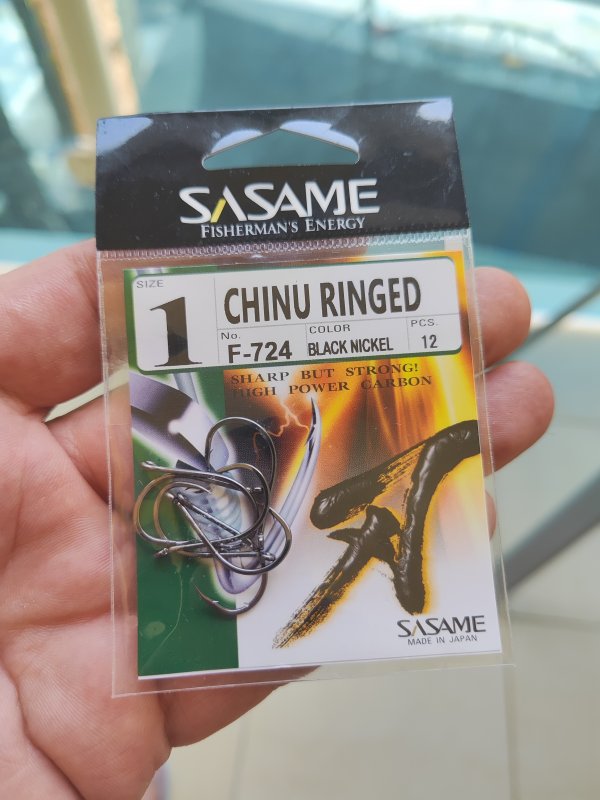 SASAME
FISHERMAN'S ENERGY
SIZE
1
CHINU RINGED
No.
F-724
COLOR
BLACK NICKEL
PCS.
12
SHARP BUT STRONG!
HIGH POWER CARBON
SASAME
MADE IN JAPAN